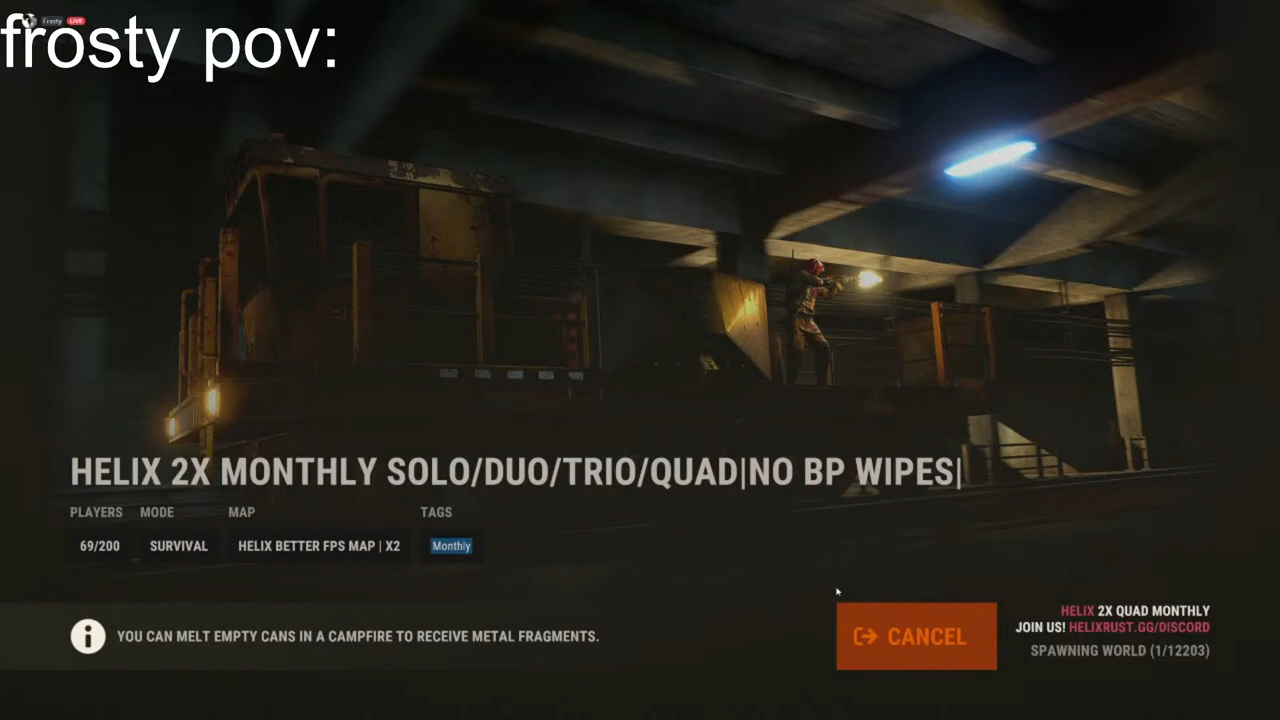 Frosty LIVE
frosty pov:
HELIX 2X MONTHLY SOLO/DUO/TRIO/QUAD|NO BP WIPES|
PLAYERS MODE MAP TAGS
69/200 SURVIVAL HELIX BETTER FPS MAP | X2 Monthly
YOU CAN MELT EMPTY CANS IN A CAMPFIRE TO RECEIVE METAL FRAGMENTS.
CANCEL
HELIX 2X QUAD MONTHLY
JOIN US! HELIXRUST.GG/DISCORD
SPAWNING WORLD (1/12203)